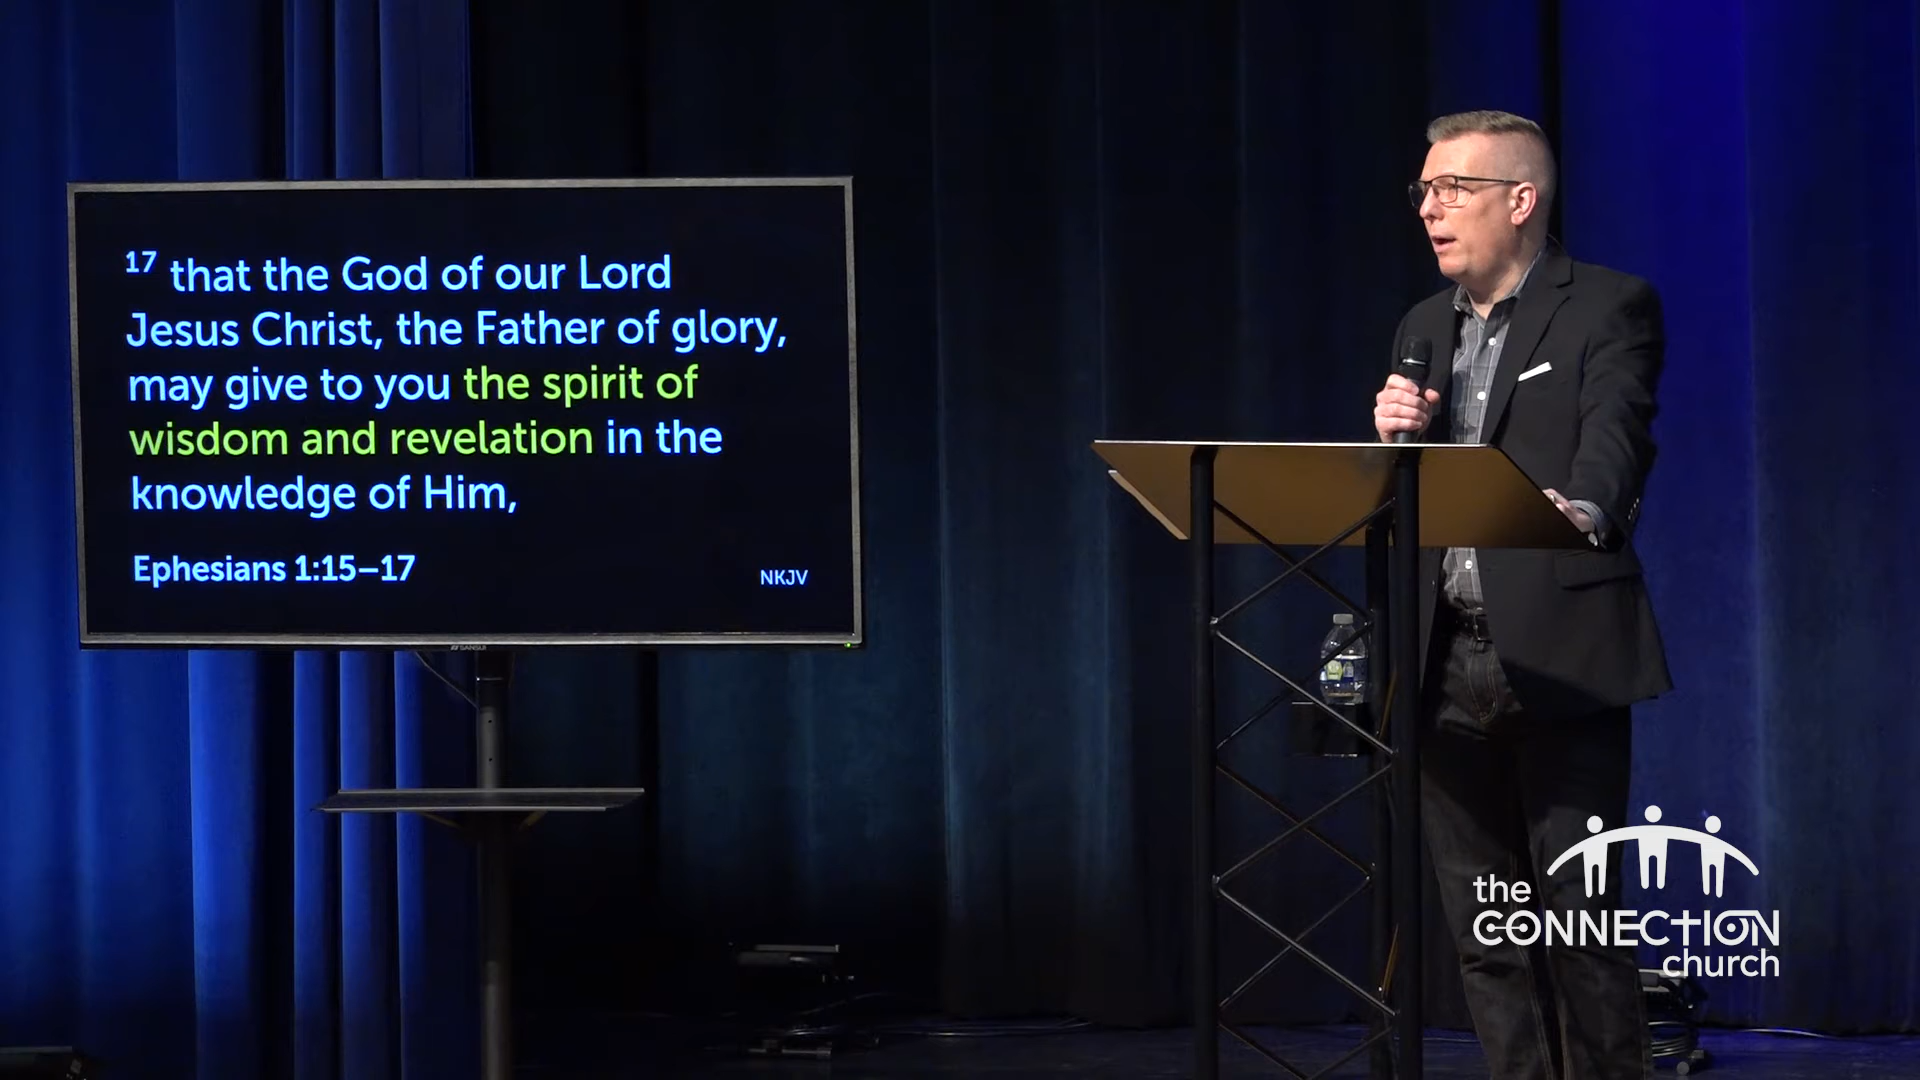 17 that the God of our Lord
Jesus Christ, the Father of glory,
may give to you the spirit of
wisdom and revelation in the
knowledge of Him,
Ephesians 1:15–17
NKJV
SANSUI
the
CONNECTION
church